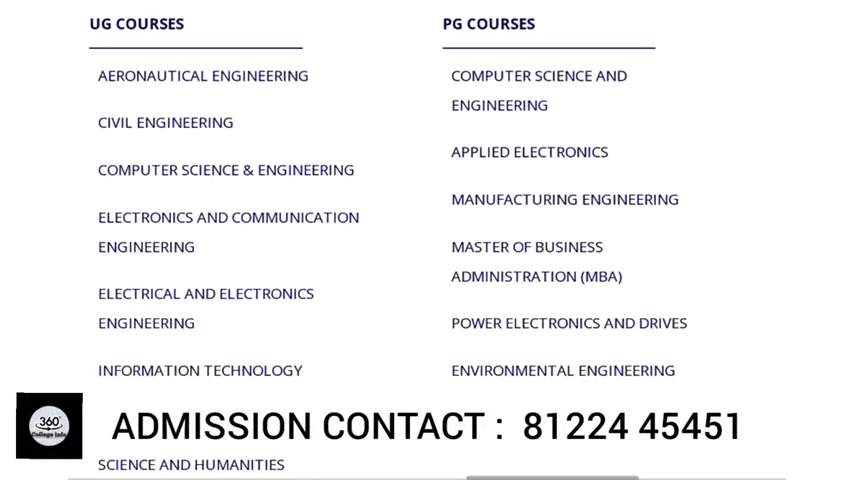 UG COURSES
AERONAUTICAL ENGINEERING
CIVIL ENGINEERING
COMPUTER SCIENCE & ENGINEERING
ELECTRONICS AND COMMUNICATION
ENGINEERING
ELECTRICAL AND ELECTRONICS
ENGINEERING
INFORMATION TECHNOLOGY
PG COURSES
COMPUTER SCIENCE AND
ENGINEERING
APPLIED ELECTRONICS
MANUFACTURING ENGINEERING
MASTER OF BUSINESS
ADMINISTRATION (MBA)
POWER ELECTRONICS AND DRIVES
ENVIRONMENTAL ENGINEERING
360°
College Info
ADMISSION CONTACT : 81224 45451
SCIENCE AND HUMANITIES